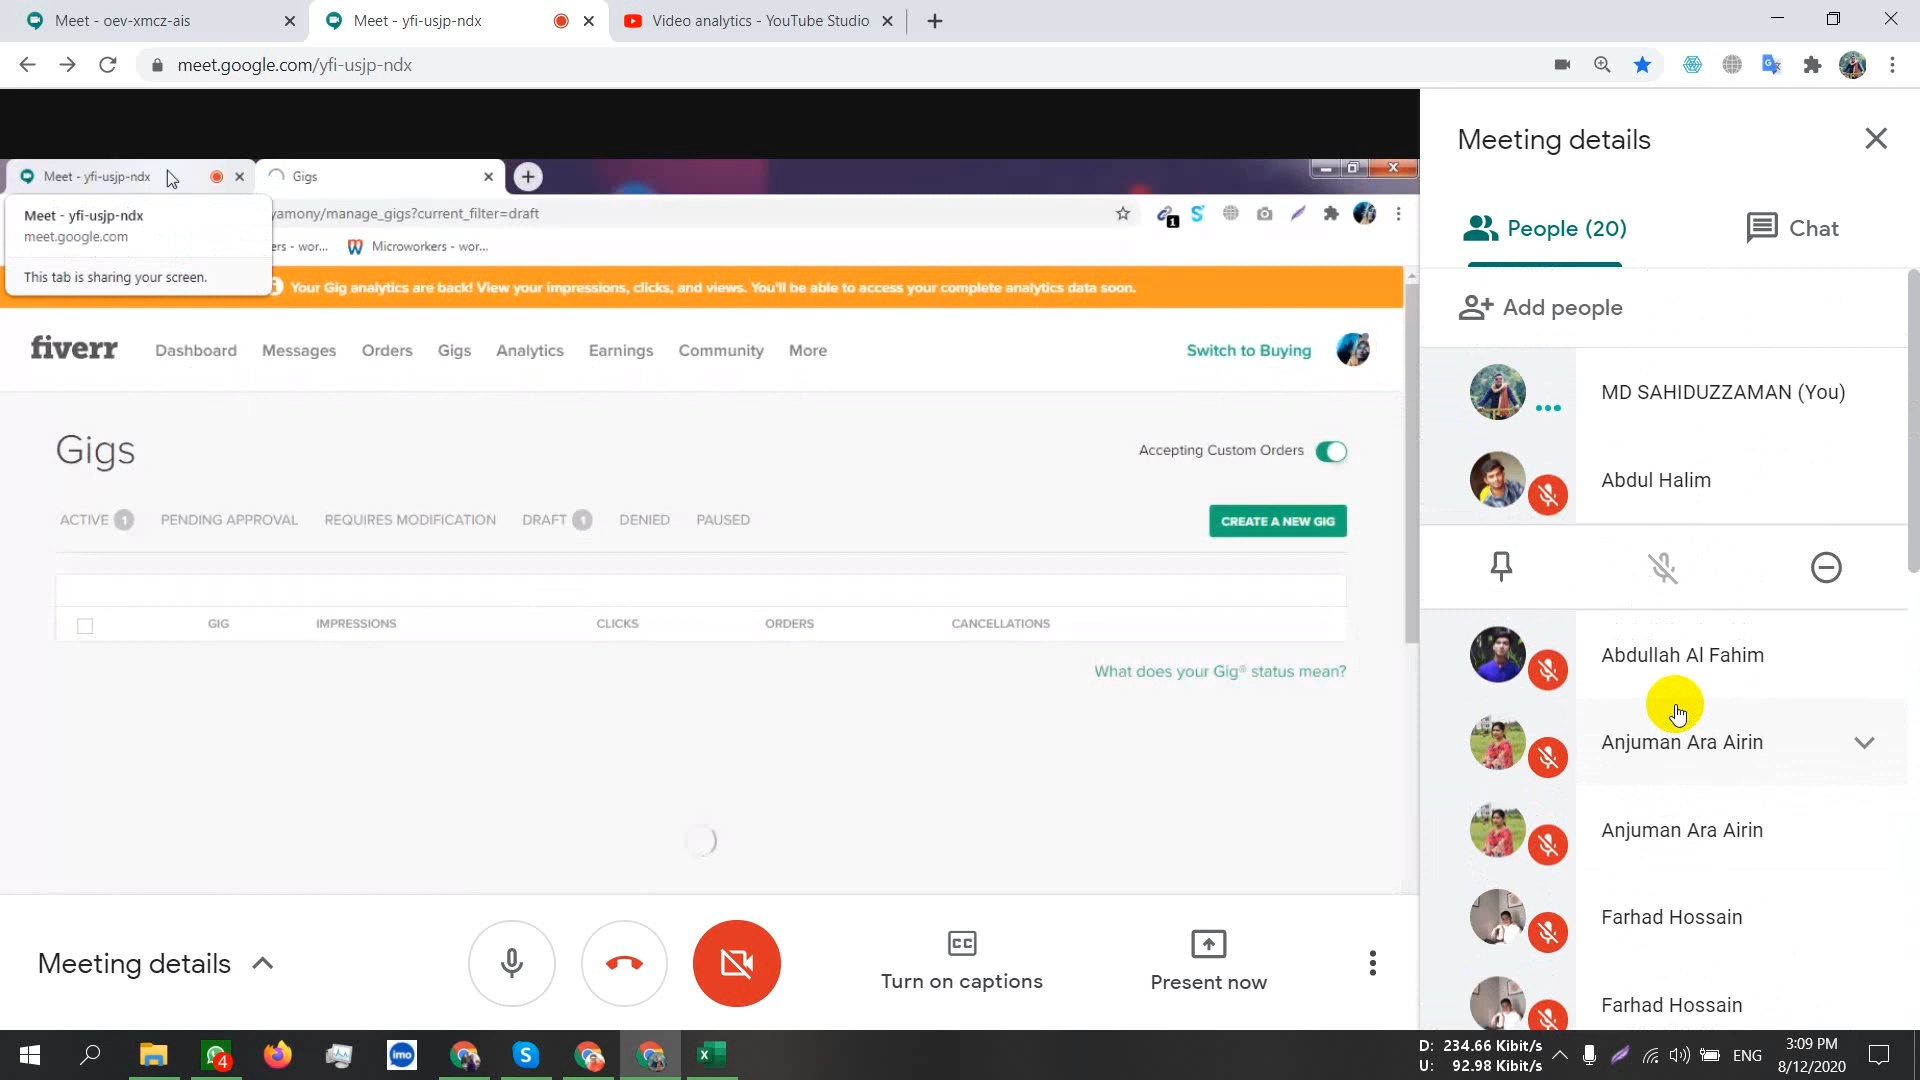 Meet - oev-xmcz-ais
Meet - yfi-usjp-ndx
Video analytics - YouTube Studio
meet.google.com/yfi-usjp-ndx
Meet - yfi-usjp-ndx
Gigs
Meet - yfi-usjp-ndx
meet.google.com
This tab is sharing your screen.
yamony/manage_gigs?current_filter=draft
1
ers - wor...
Microworkers - wor...
Your Gig analytics are back! View your impressions, clicks, and views. You'll be able to access your complete analytics data soon.
fiverr
Dashboard
Messages
Orders
Gigs
Analytics
Earnings
Community
More
Switch to Buying
Gigs
Accepting Custom Orders
ACTIVE 1
PENDING APPROVAL
REQUIRES MODIFICATION
DRAFT 1
DENIED
PAUSED
CREATE A NEW GIG
GIG
IMPRESSIONS
CLICKS
ORDERS
CANCELLATIONS
What does your Gig® status mean?
Meeting details
People (20)
Chat
Add people
MD SAHIDUZZAMAN (You)
Abdul Halim
Abdullah Al Fahim
Anjuman Ara Airin
Anjuman Ara Airin
Farhad Hossain
Farhad Hossain
Meeting details
Turn on captions
Present now
4
imo
D: 234.66 Kibit/s
U: 92.98 Kibit/s
ENG
3:09 PM
8/12/2020